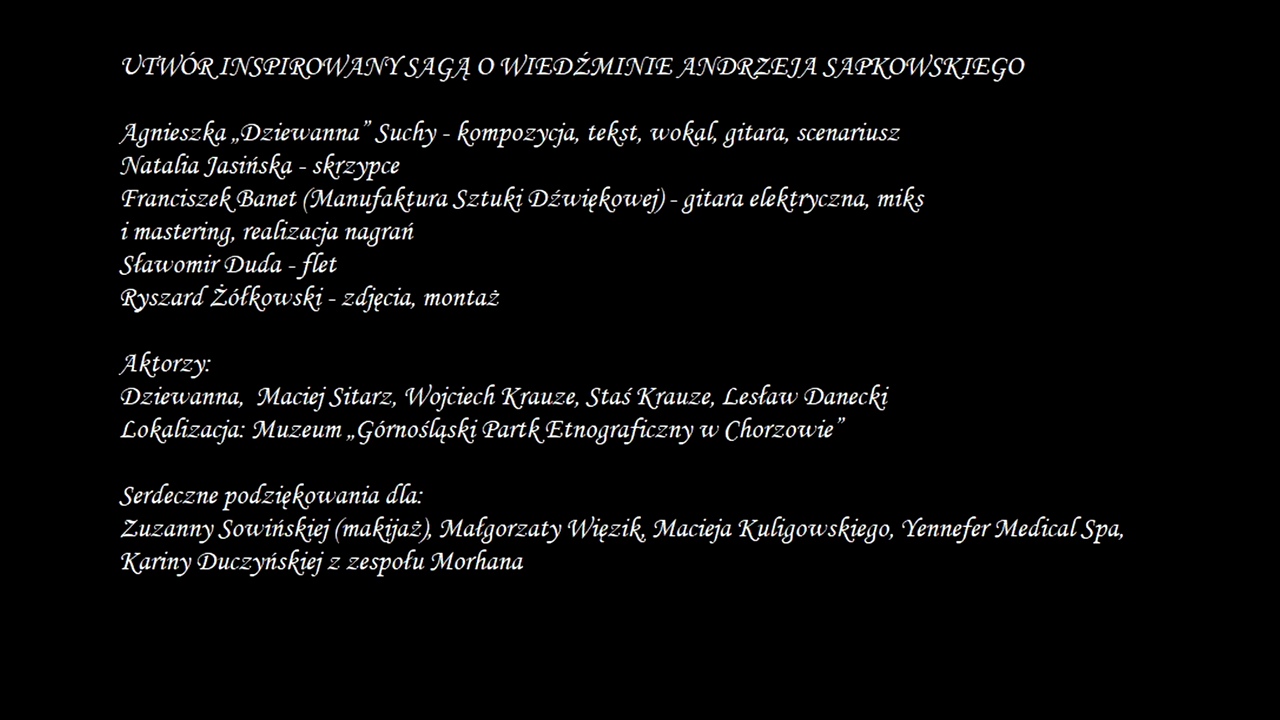 UTWÓR INSPIROWANY SAGĄ O WIEDŹMINIE ANDRZEJA SAPKOWSKIEGO
Agnieszka „Dziewanna” Suchy - kompozycja, tekst, wokal, gitara, scenariusz
Natalia Jasińska - skrzypce
Franciszek Banet (Manufaktura Sztuki Dźwiękowej) - gitara elektryczna, miks
i mastering, realizacja nagrań
Sławomir Duda - flet
Ryszard Żółkowski - zdjęcia, montaż
Aktorzy:
Dziewanna, Maciej Sitarz, Wojciech Krauze, Staś Krauze, Lesław Danecki
Lokalizacja: Muzeum „Górnośląski Partk Etnograficzny w Chorzowie”
Serdeczne podziękowania dla:
Zuzanny Sowińskiej (makijaż), Małgorzaty Więzik, Macieja Kuligowskiego, Yennefer Medical Spa,
Kariny Duczyńskiej z zespołu Morhana